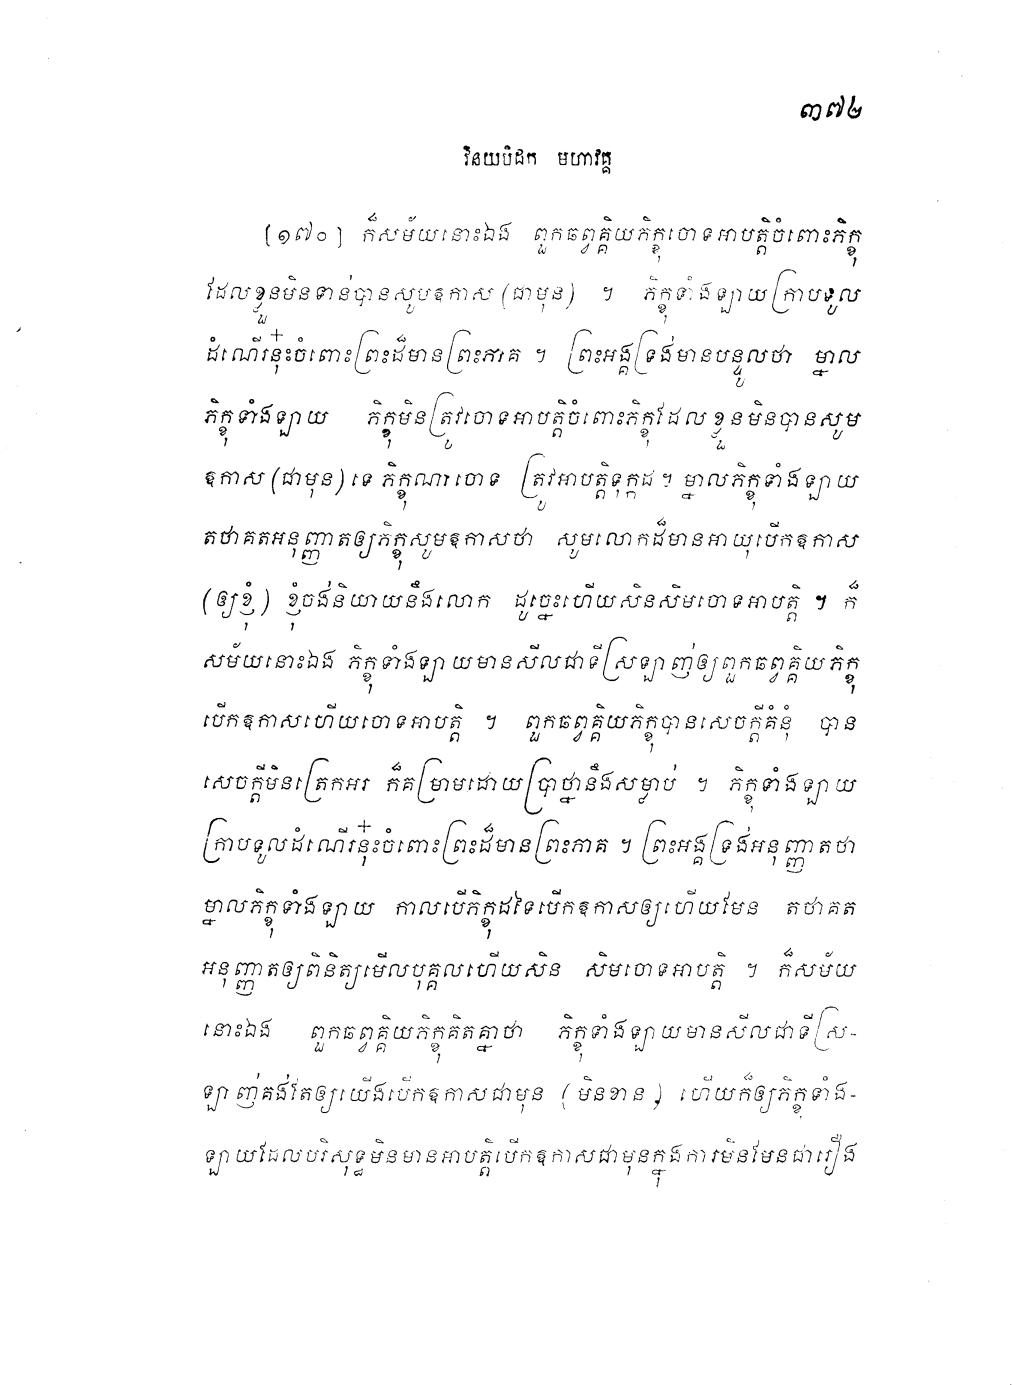 ៣៧២
វិនយបិដក មហាវគ្គ
[១៧០] ក៏សម័យនោះឯង ពួកឆព្វគ្គិយភិក្ខុចោទអាបត្តិចំពោះភិក្ខុ
ដែលខ្លួនមិនទាន់បានសូបឧកាស (ជាមុន) ។ ភិក្ខុទាំងឡាយក្រាបទូល
ដំណើរនុ៎ះចំពោះព្រះដ៏មានព្រះភាគ ។ ព្រះអង្គទ្រង់មានបន្ទូលថា ម្នាល
ភិក្ខុទាំងឡាយ ភិក្ខុមិនត្រូវចោទអាបត្តិចំពោះភិក្ខុដែលខ្លួនមិនបានសូម
ឧកាស (ជាមុន) ទេ ភិក្ខុណាចោទ ត្រូវអាបត្តិទុក្កដ ។ ម្នាលភិក្ខុទាំងឡាយ
តថាគតអនុញ្ញាតឲ្យភិក្ខុសូមឧកាសថា សូមលោកដ៏មានអាយុបើកឧកាស
(ឲ្យខ្ញុំ) ខ្ញុំចង់និយាយនឹងលោក ដូច្នេះហើយសិនសិមចោទអាបត្តិ ។ ក៏
សម័យនោះឯង ភិក្ខុទាំងឡាយមានសីលជាទីស្រឡាញ់ឲ្យពួកឆព្វគ្គិយភិក្ខុ
បើកឧកាសហើយចោទអាបត្តិ ។ ពួកឆព្វគ្គិយភិក្ខុបានសេចក្តីគំនុំ បាន
សេចក្តីមិនត្រេកអរ ក៏គម្រាមដោយប្រាថ្នានឹងសម្លាប់ ។ ភិក្ខុទាំងឡាយ
ក្រាបទូលដំណើរនុ៎ះចំពោះព្រះដ៏មានព្រះភាគ ។ ព្រះអង្គទ្រង់អនុញ្ញាតថា
ម្នាលភិក្ខុទាំងឡាយ កាលបើភិក្ខុដទៃបើកឧកាសឲ្យហើយមែន តថាគត
អនុញ្ញាតឲ្យពិនិត្យមើលបុគ្គលហើយសិន សិមចោទអាបត្តិ ។ ក៏សម័យ
នោះឯង ពួកឆព្វគ្គិយភិក្ខុគិតគ្នាថា ភិក្ខុទាំងឡាយមានសីលជាទីស្រ-
ឡាញ់គង់តែឲ្យយើងបើកឧកាសជាមុន (មិនខាន) ហើយក៏ឲ្យភិក្ខុទាំង-
ឡាយដែលបរិសុទ្ធមិនមានអាបត្តិបើកឧកាសជាមុនក្នុងការមិនមែនជារឿង